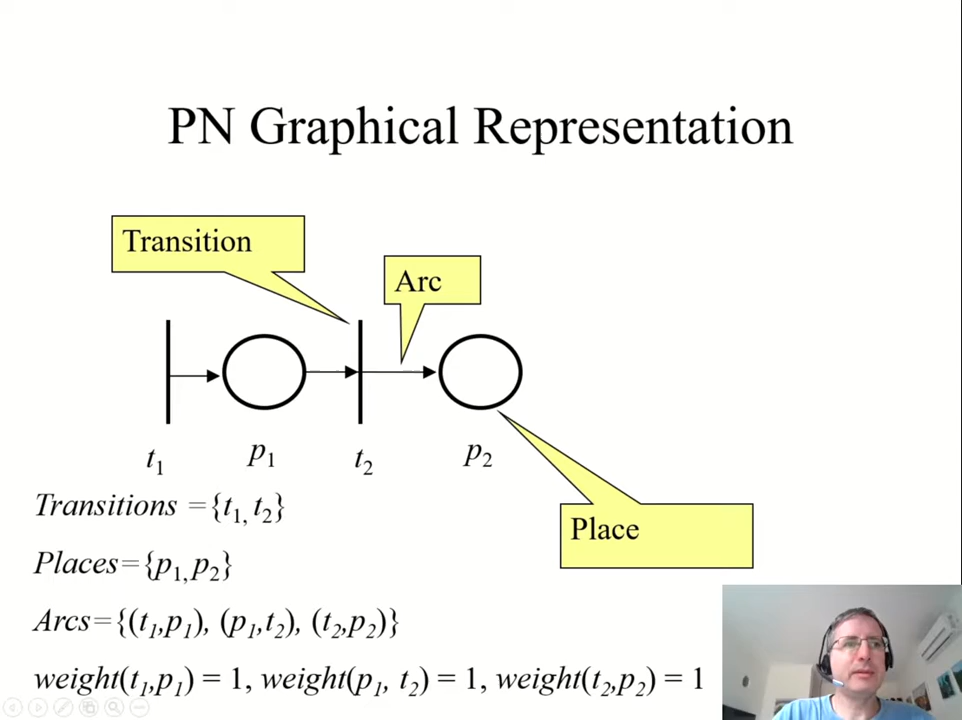 PN Graphical Representation
Transition
Arc
t1 p1 t2 p2
Place
Transitions ={t1, t2}
Places={p1, p2}
Arcs={(t1,p1), (p1,t2), (t2,p2)}
weight(t1,p1) = 1, weight(p1, t2) = 1, weight(t2,p2) = 1